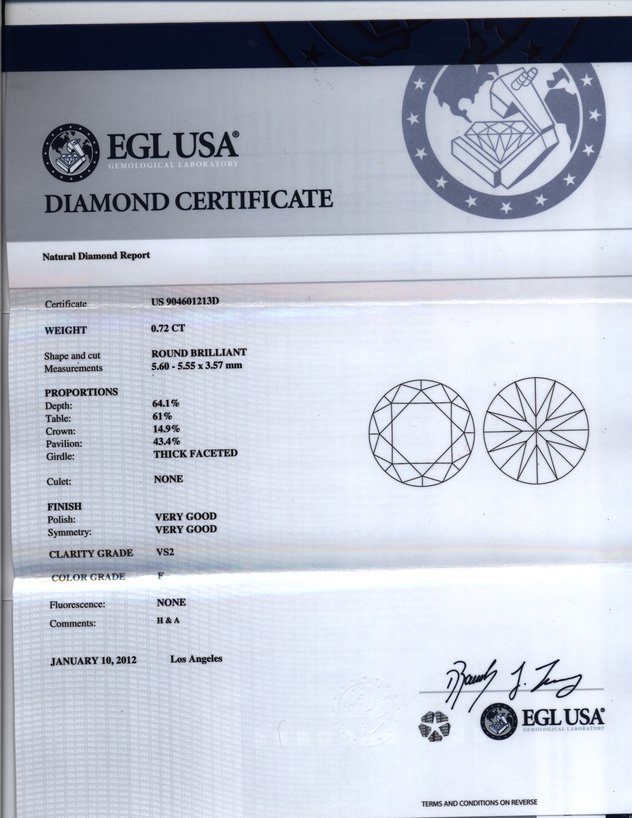 EGL USA®
GEMOLOGICAL LABORATORY
DIAMOND CERTIFICATE
Natural Diamond Report
Certificate US 904601213D
WEIGHT 0.72 CT
Shape and cut ROUND BRILLIANT
Measurements 5.60 - 5.55 x 3.57 mm
PROPORTIONS
Depth: 64.1%
Table: 61%
Crown: 14.9%
Pavilion: 43.4%
Girdle: THICK FACETED
Culet: NONE
FINISH
Polish: VERY GOOD
Symmetry: VERY GOOD
CLARITY GRADE VS2
COLOR GRADE F
Fluorescence: NONE
Comments: H & A
JANUARY 10, 2012 Los Angeles
EGL USA®
GEMOLOGICAL LABORATORY
TERMS AND CONDITIONS ON REVERSE